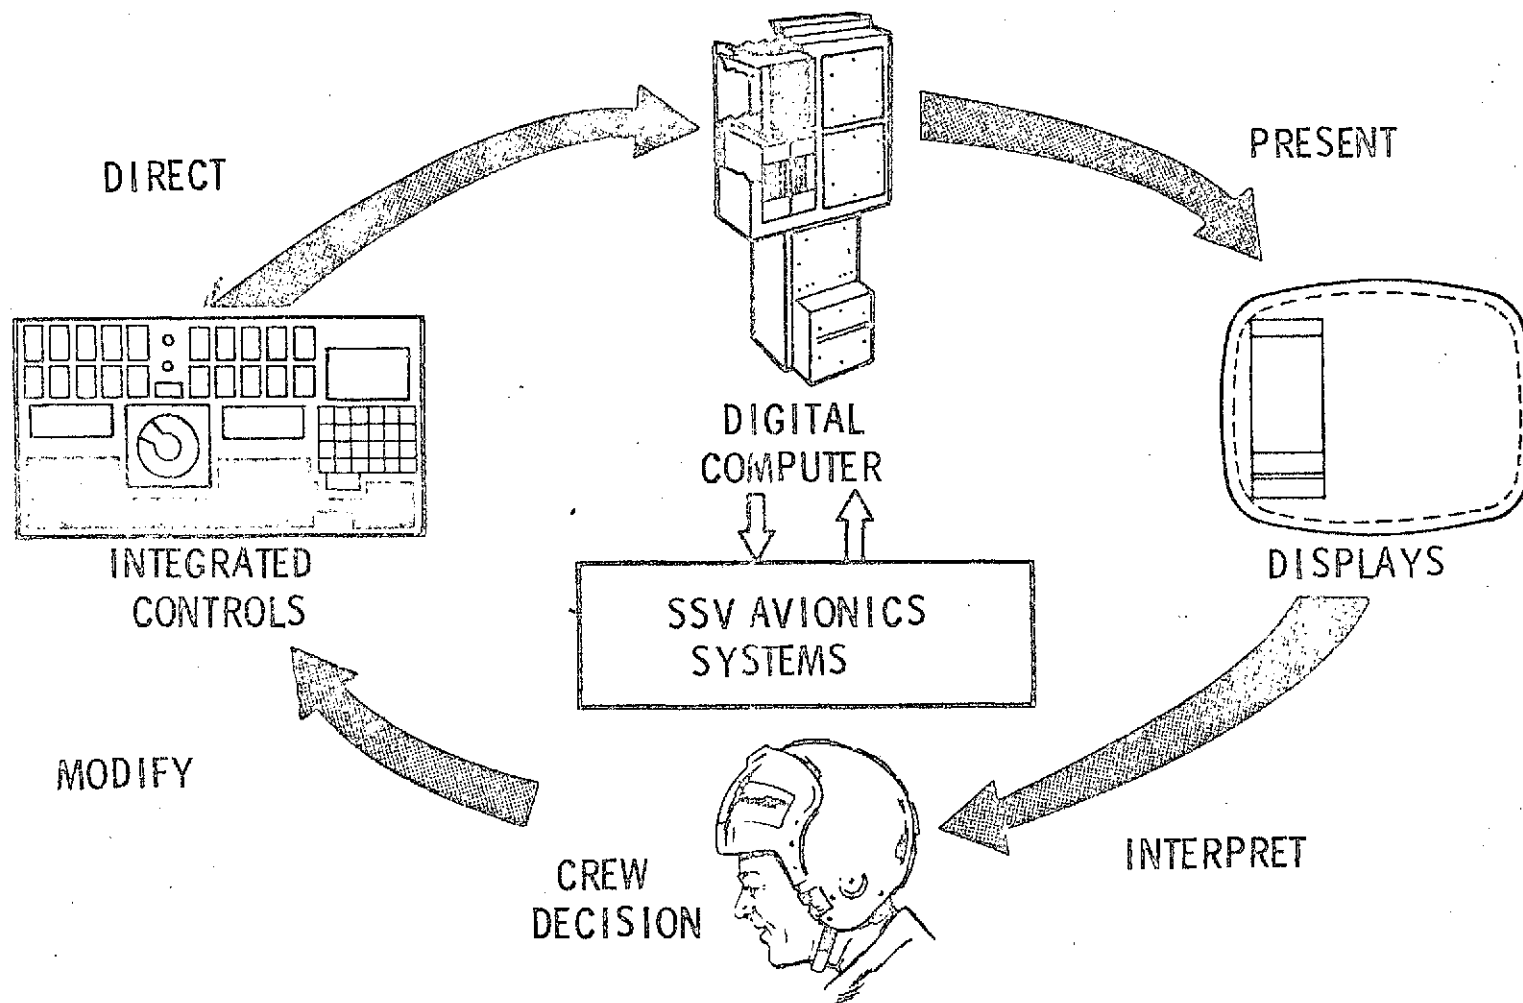 DIRECT
PRESENT
DIGITAL
COMPUTER
INTEGRATED
CONTROLS
DISPLAYS
SSV AVIONICS
SYSTEMS
MODIFY
INTERPRET
CREW
DECISION